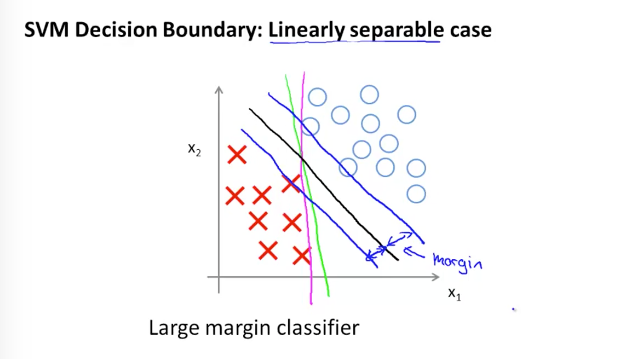 SVM Decision Boundary: Linearly separable case
x2
margin
x1
Large margin classifier